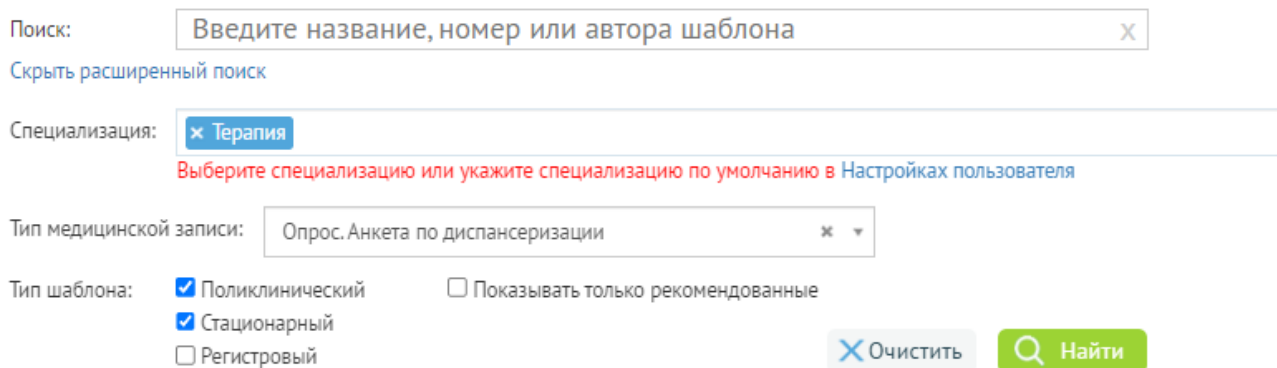 Поиск: Введите название, номер или автора шаблона x
Скрыть расширенный поиск
Специализация: × Терапия
Выберите специализацию или укажите специализацию по умолчанию в Настройках пользователя
Тип медицинской записи: Опрос. Анкета по диспансеризации ×
Тип шаблона: Поликлинический Показывать только рекомендованные
Стационарный
Регистровый Очистить Найти